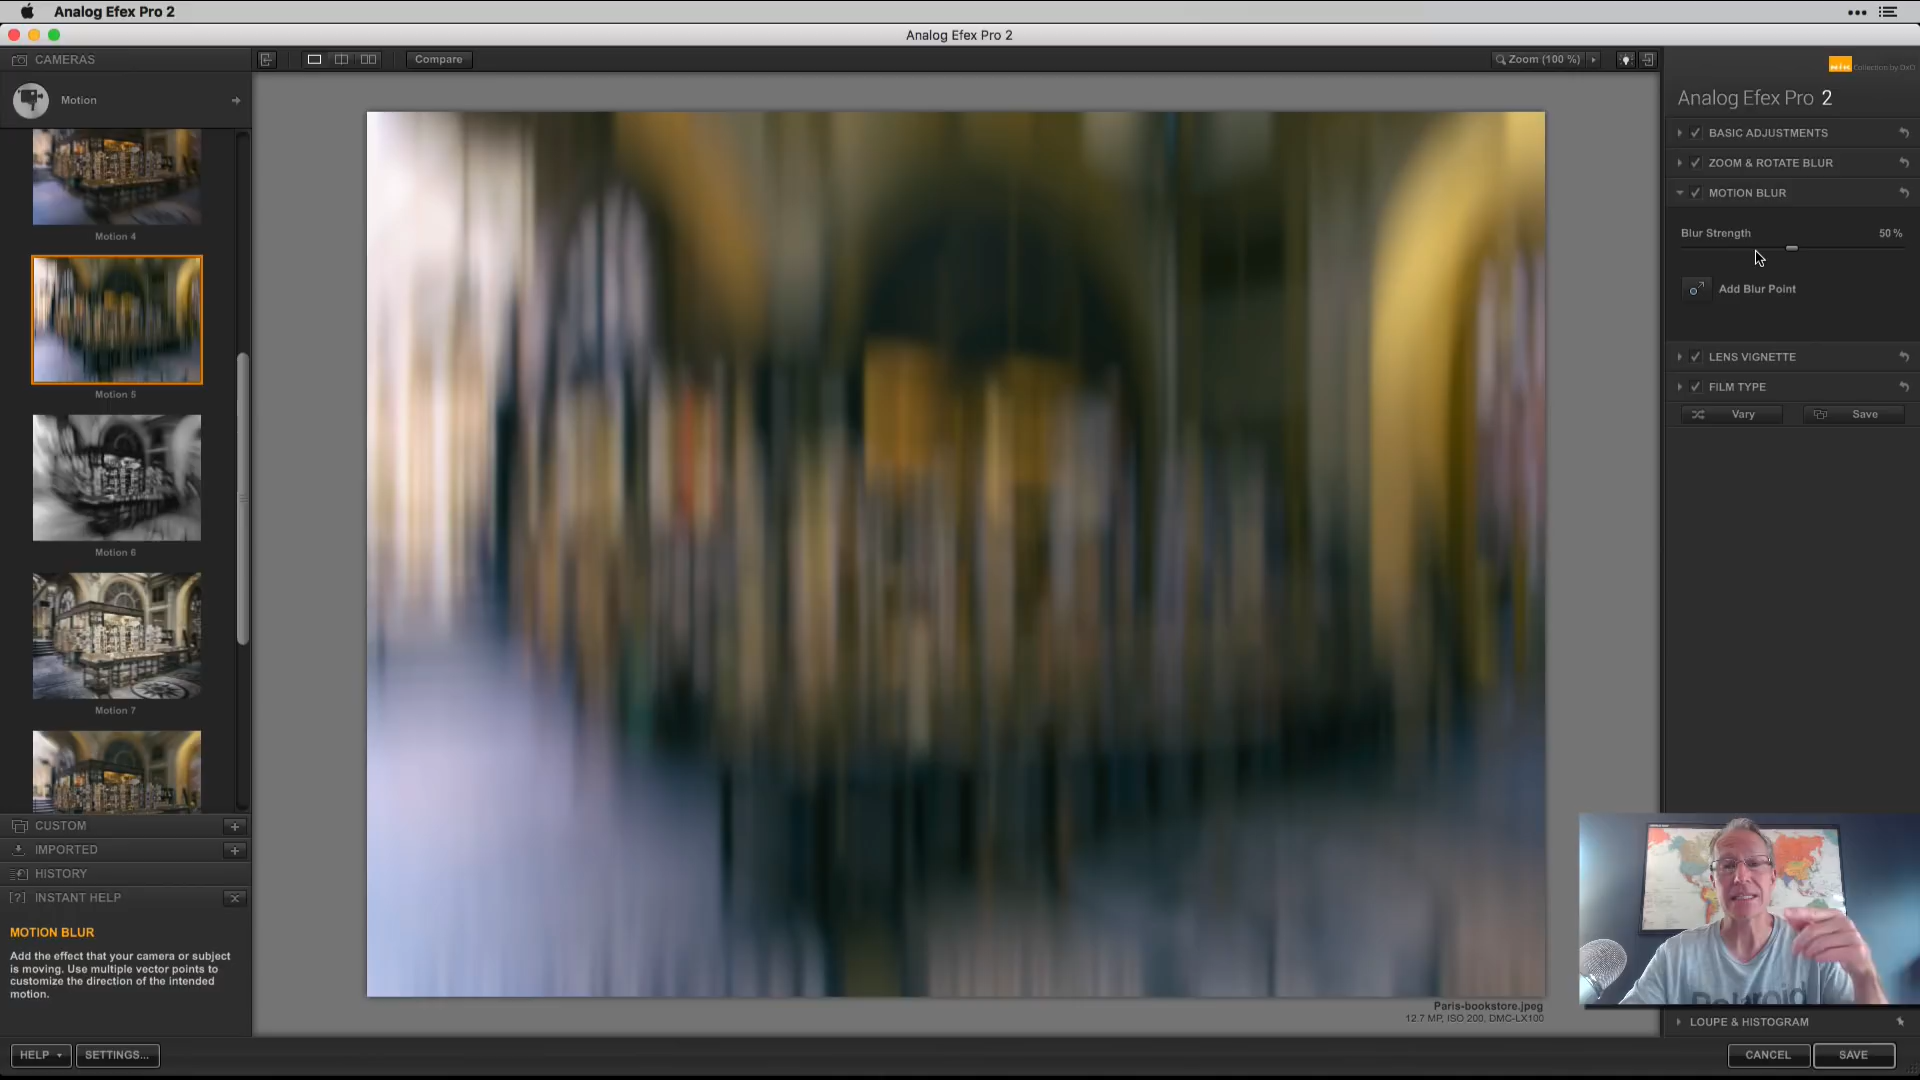 Analog Efex Pro 2
Analog Efex Pro 2
CAMERAS
Compare
Zoom (100 %)
Motion
Collection by DxO
Analog Efex Pro 2
BASIC ADJUSTMENTS
ZOOM & ROTATE BLUR
MOTION BLUR
Blur Strength 50 %
Add Blur Point
LENS VIGNETTE
FILM TYPE
Vary Save
Motion 4
Motion 5
Motion 6
Motion 7
CUSTOM
IMPORTED
HISTORY
[?] INSTANT HELP
MOTION BLUR
Add the effect that your camera or subject
is moving. Use multiple vector points to
customize the direction of the intended
motion.
Paris-bookstore.jpeg
12.7 MP, ISO 200, DMC-LX100
Polaroid
LOUPE & HISTOGRAM
HELP SETTINGS...
CANCEL SAVE